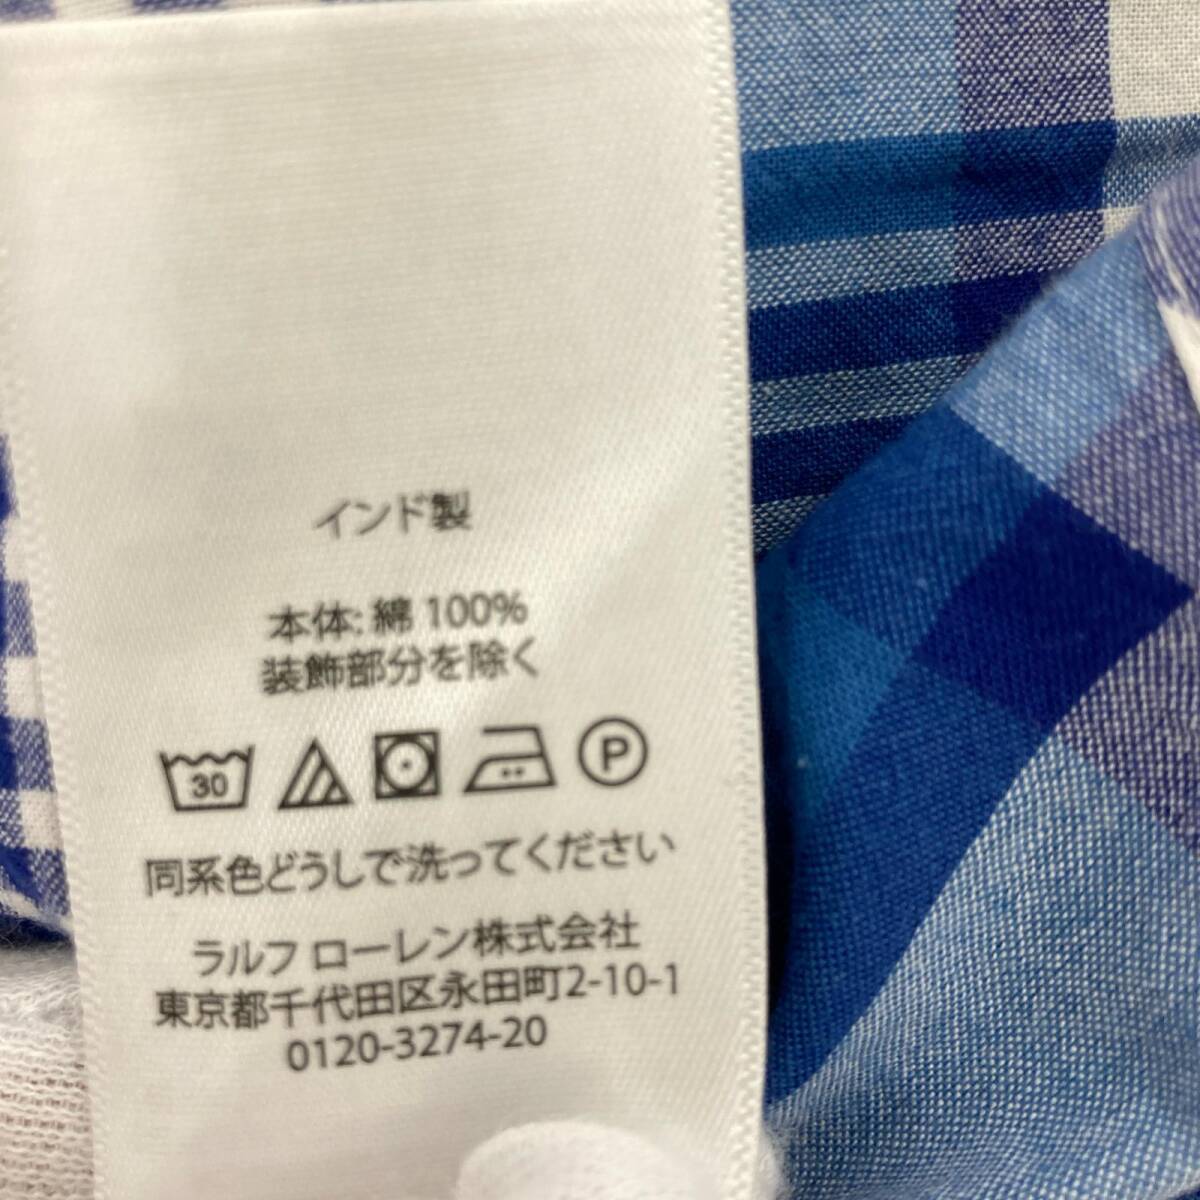 インド製
本体: 綿 100%
装飾部分を除く
30 P
同系色どうしで洗ってください
ラルフ ローレン株式会社
東京都千代田区永田町2-10-1
0120-3274-20